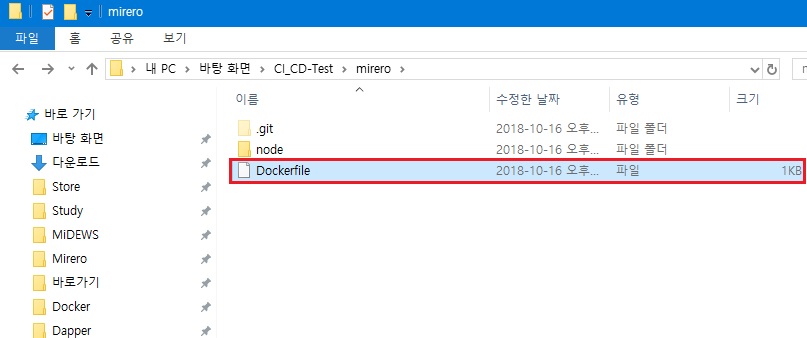 mirero
파일 홈 공유 보기
내 PC 바탕 화면 CI_CD-Test mirero
이름 수정한 날짜 유형 크기
.git 2018-10-16 오후... 파일 폴더
node 2018-10-16 오후... 파일 폴더
Dockerfile 2018-10-16 오후... 파일 1KB
바로 가기
바탕 화면
다운로드
Store
Study
MiDEWS
Mirero
바로가기
Docker
Dapper